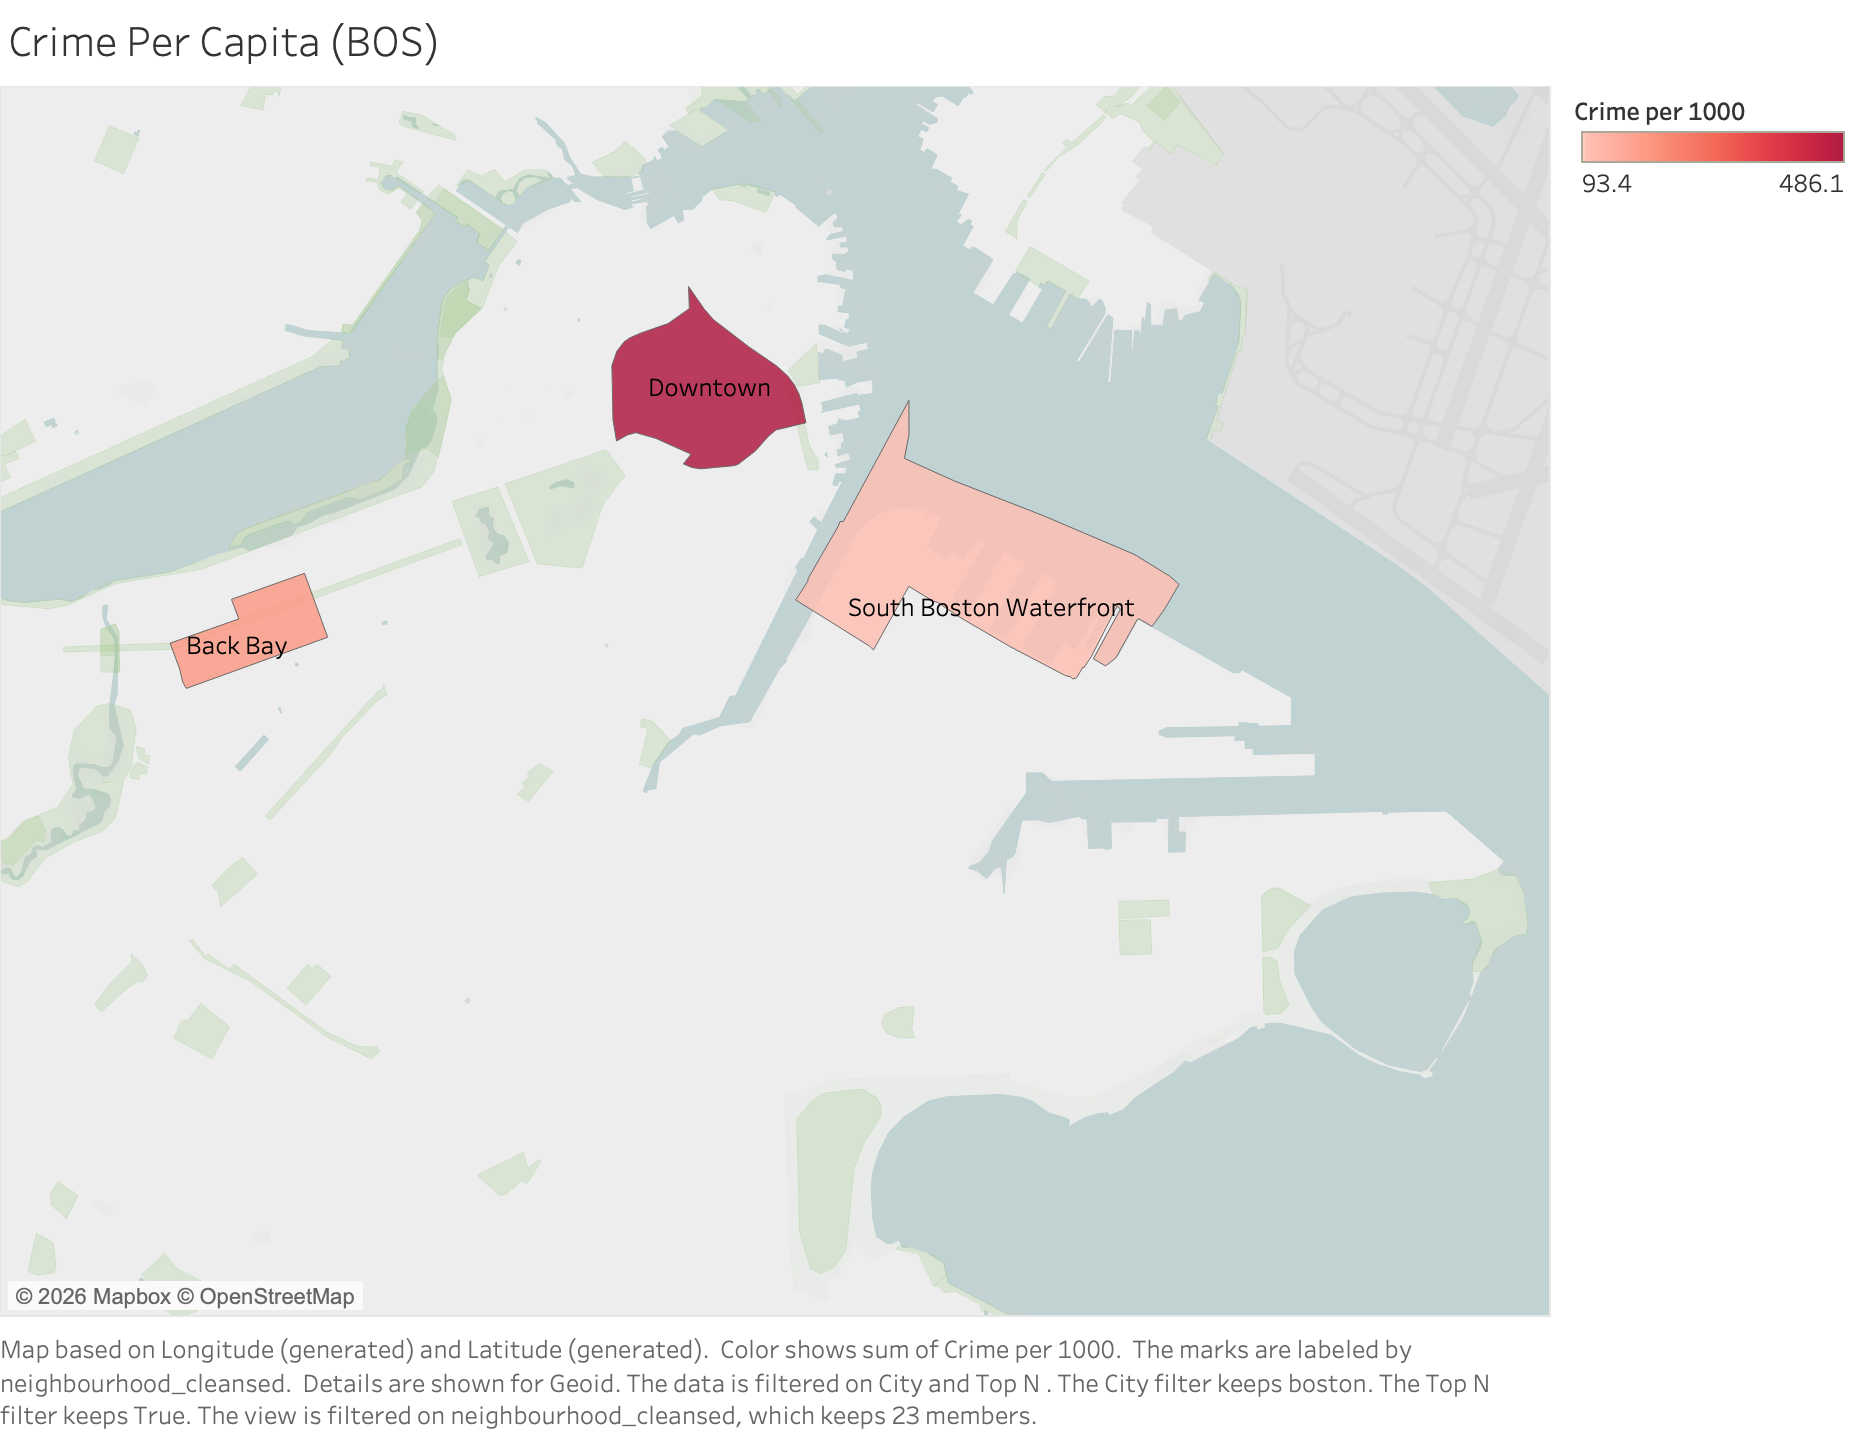 Crime Per Capita (BOS)
Crime per 1000
93.4 486.1
Downtown
South Boston Waterfront
Back Bay
© 2026 Mapbox © OpenStreetMap
Map based on Longitude (generated) and Latitude (generated).  Color shows sum of Crime per 1000.  The marks are labeled by
neighbourhood_cleansed.  Details are shown for Geoid. The data is filtered on City and Top N . The City filter keeps boston. The Top N
filter keeps True. The view is filtered on neighbourhood_cleansed, which keeps 23 members.